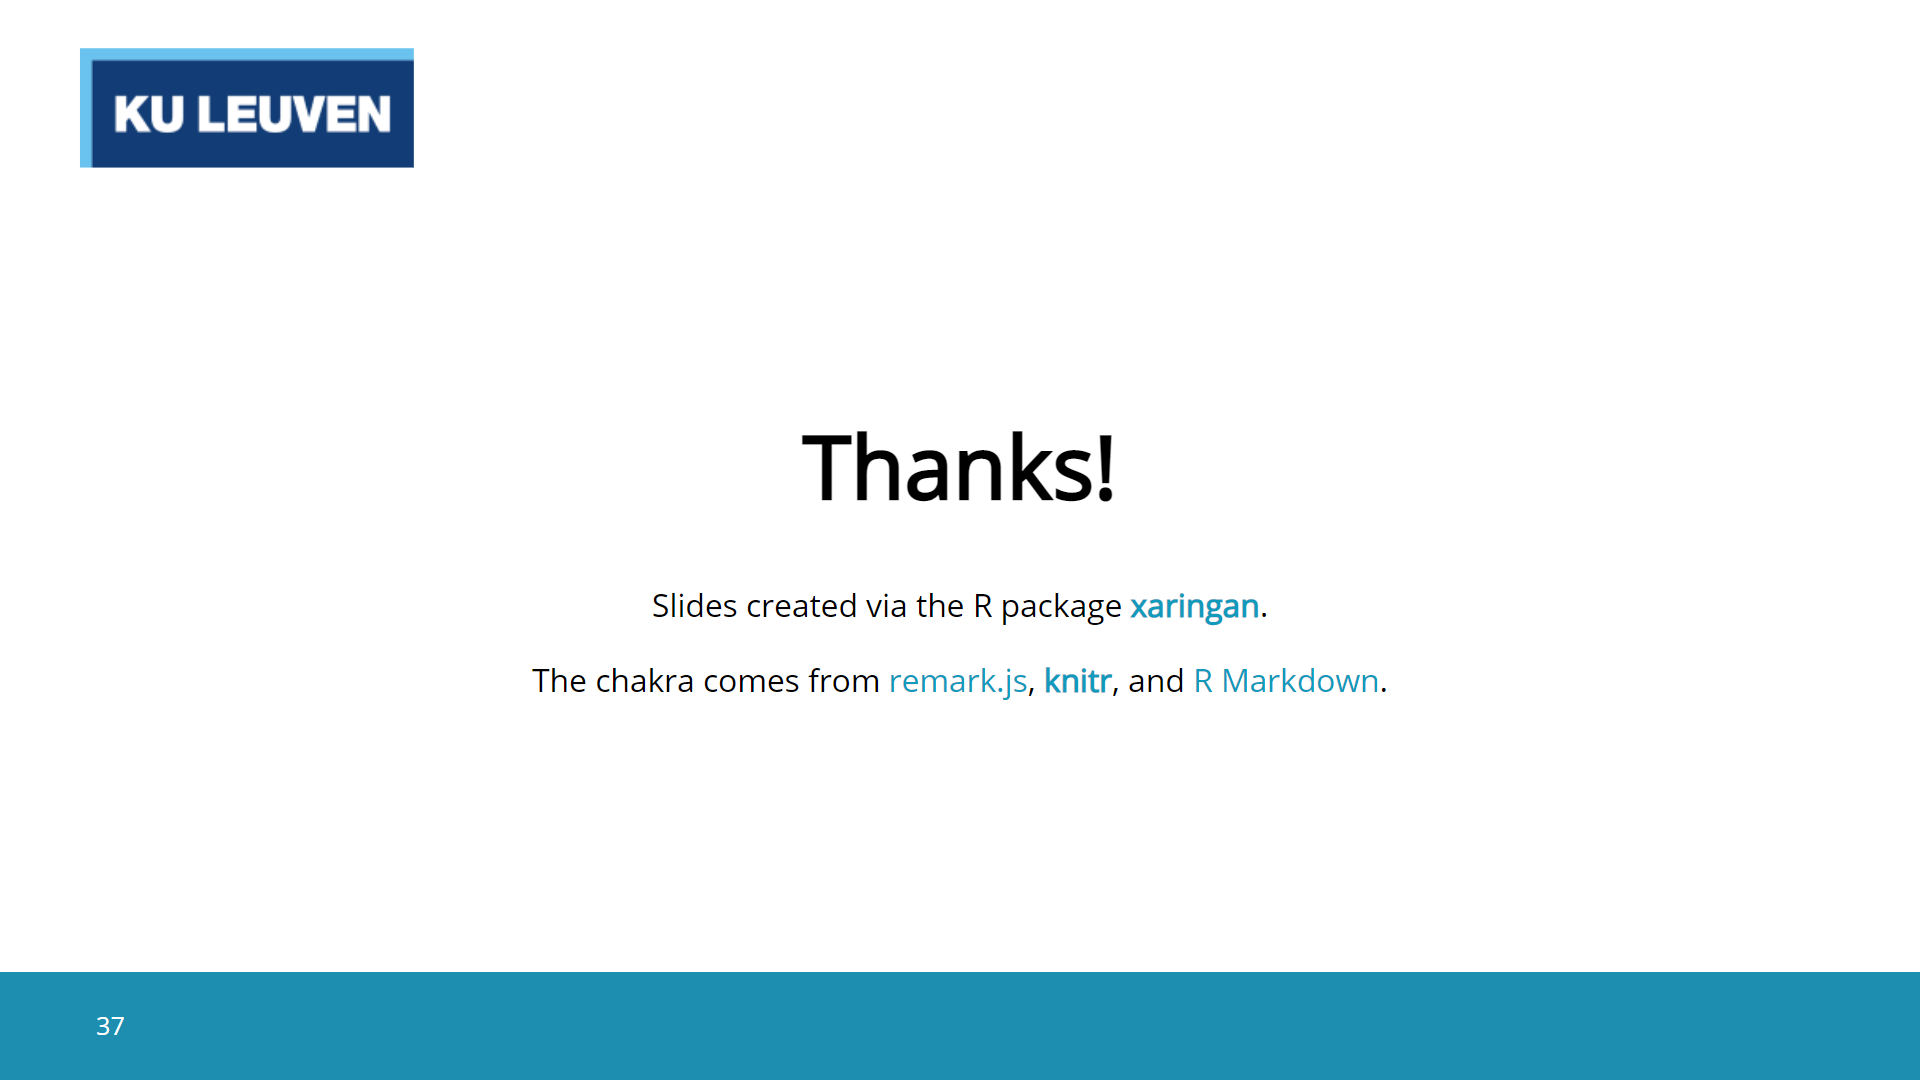 KU LEUVEN
Thanks!
Slides created via the R package xaringan.
The chakra comes from remark.js, knitr, and R Markdown.
37